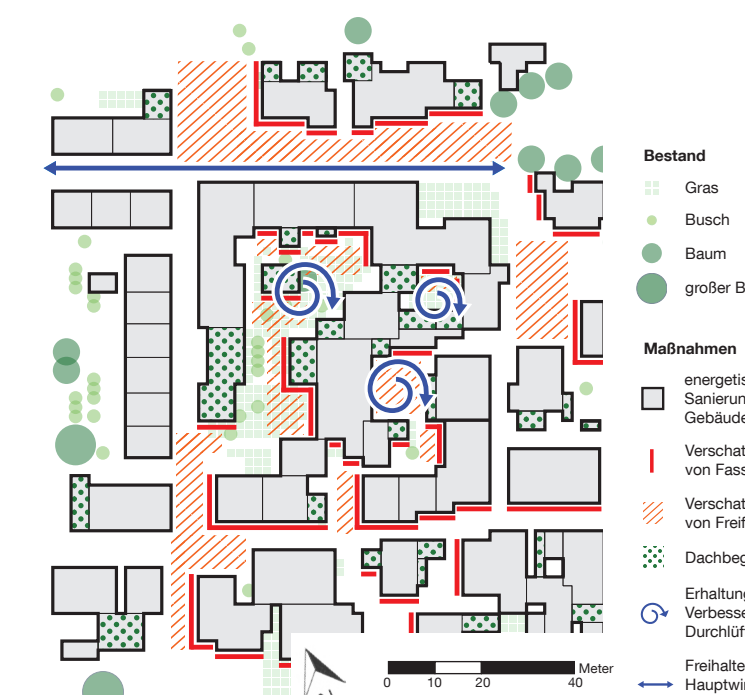 Bestand
Gras
Busch
Baum
großer B
Maßnahmen
energetis
Sanierun
Gebäude
Verschat
von Fass
Verschat
von Freif
Dachbeg
Erhaltung
Verbesse
Durchlüf
Freihalte
Hauptwin
Meter
0 10 20 40